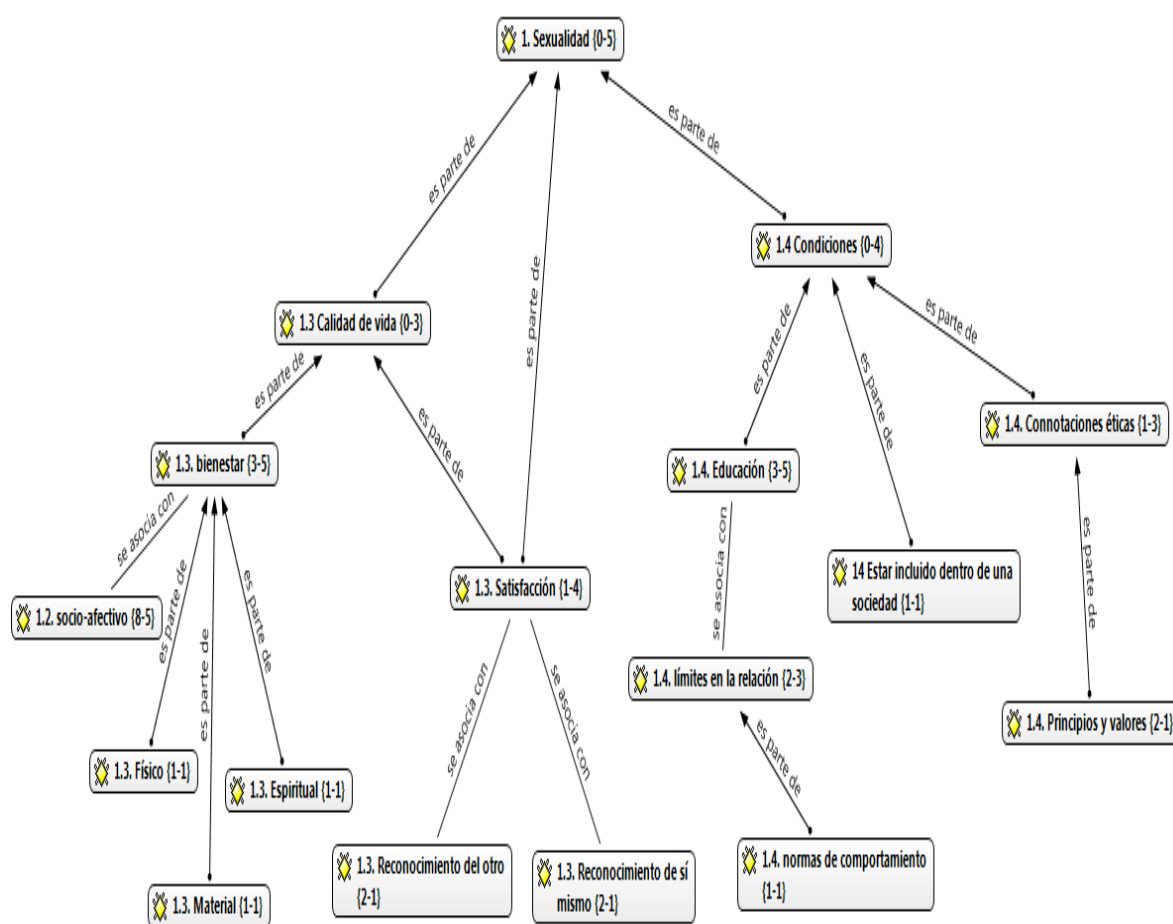 1. Sexualidad {0-5}
es parte de
es parte de
es parte de
1.4 Condiciones {0-4}
1.3 Calidad de vida {0-3}
es parte de
es parte de
es parte de
es parte de
es parte de
1.4. Connotaciones éticas {1-3}
1.3. bienestar {3-5}
1.4. Educación {3-5}
se asocia con
es parte de
es parte de
es parte de
se asocia con
es parte de
1.3. Satisfacción {1-4}
14 Estar incluido dentro de una
sociedad {1-1}
1.2. socio-afectivo {8-5}
1.4. límites en la relación {2-3}
1.4. Principios y valores {2-1}
se asocia con
se asocia con
es parte de
1.3. Físico {1-1}
1.3. Espiritual {1-1}
1.3. Reconocimiento del otro
{2-1}
1.3. Reconocimiento de sí
mismo {2-1}
1.4. normas de comportamiento
{1-1}
1.3. Material {1-1}